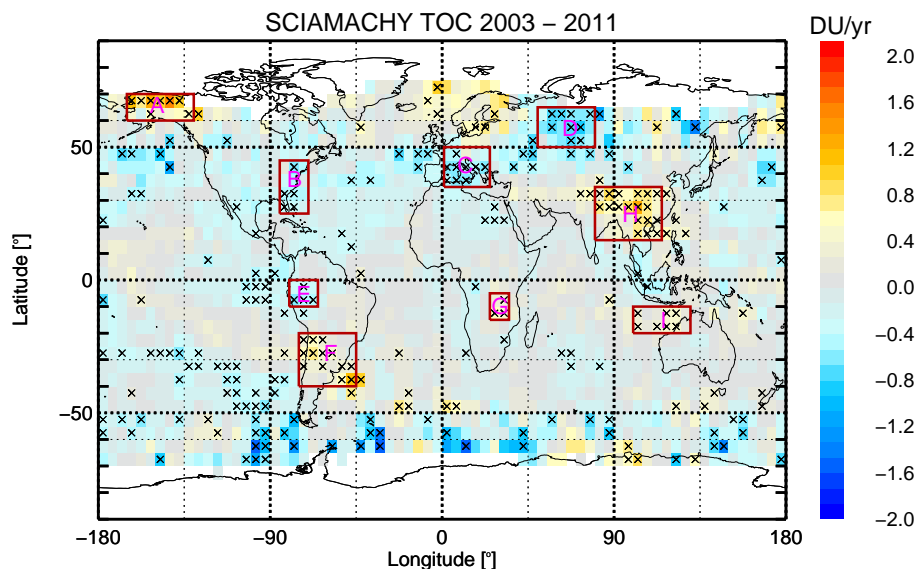 SCIAMACHY TOC 2003 − 2011
DU/yr
2.0
1.6
1.2
0.8
0.4
0.0
−0.4
−0.8
−1.2
−1.6
−2.0
50
0
−50
Latitude [°]
A
B
C
D
E
F
G
H
I
−180
−90
0
90
180
Longitude [°]